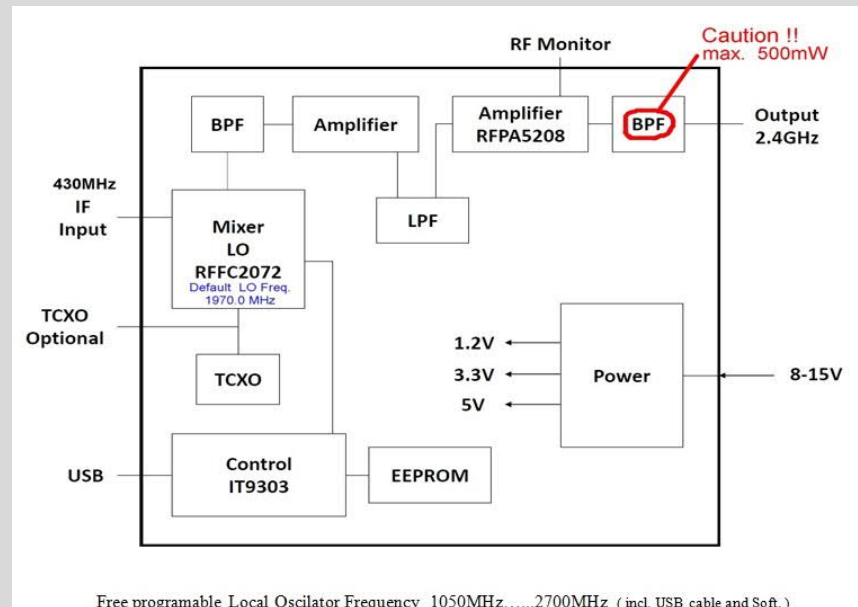 RF Monitor
Caution !!
max. 500mW
BPF
Amplifier
Amplifier
RFPA5208
BPF
Output
2.4GHz
430MHz
IF
Input
Mixer
LO
RFFC2072
Default LO Freq.
1970.0 MHz
LPF
TCXO
Optional
TCXO
1.2V
3.3V
5V
Power
8-15V
USB
Control
IT9303
EEPROM
Free programable Local Oscilator Frequency 1050MHz......2700MHz ( incl. USB cable and Soft. )